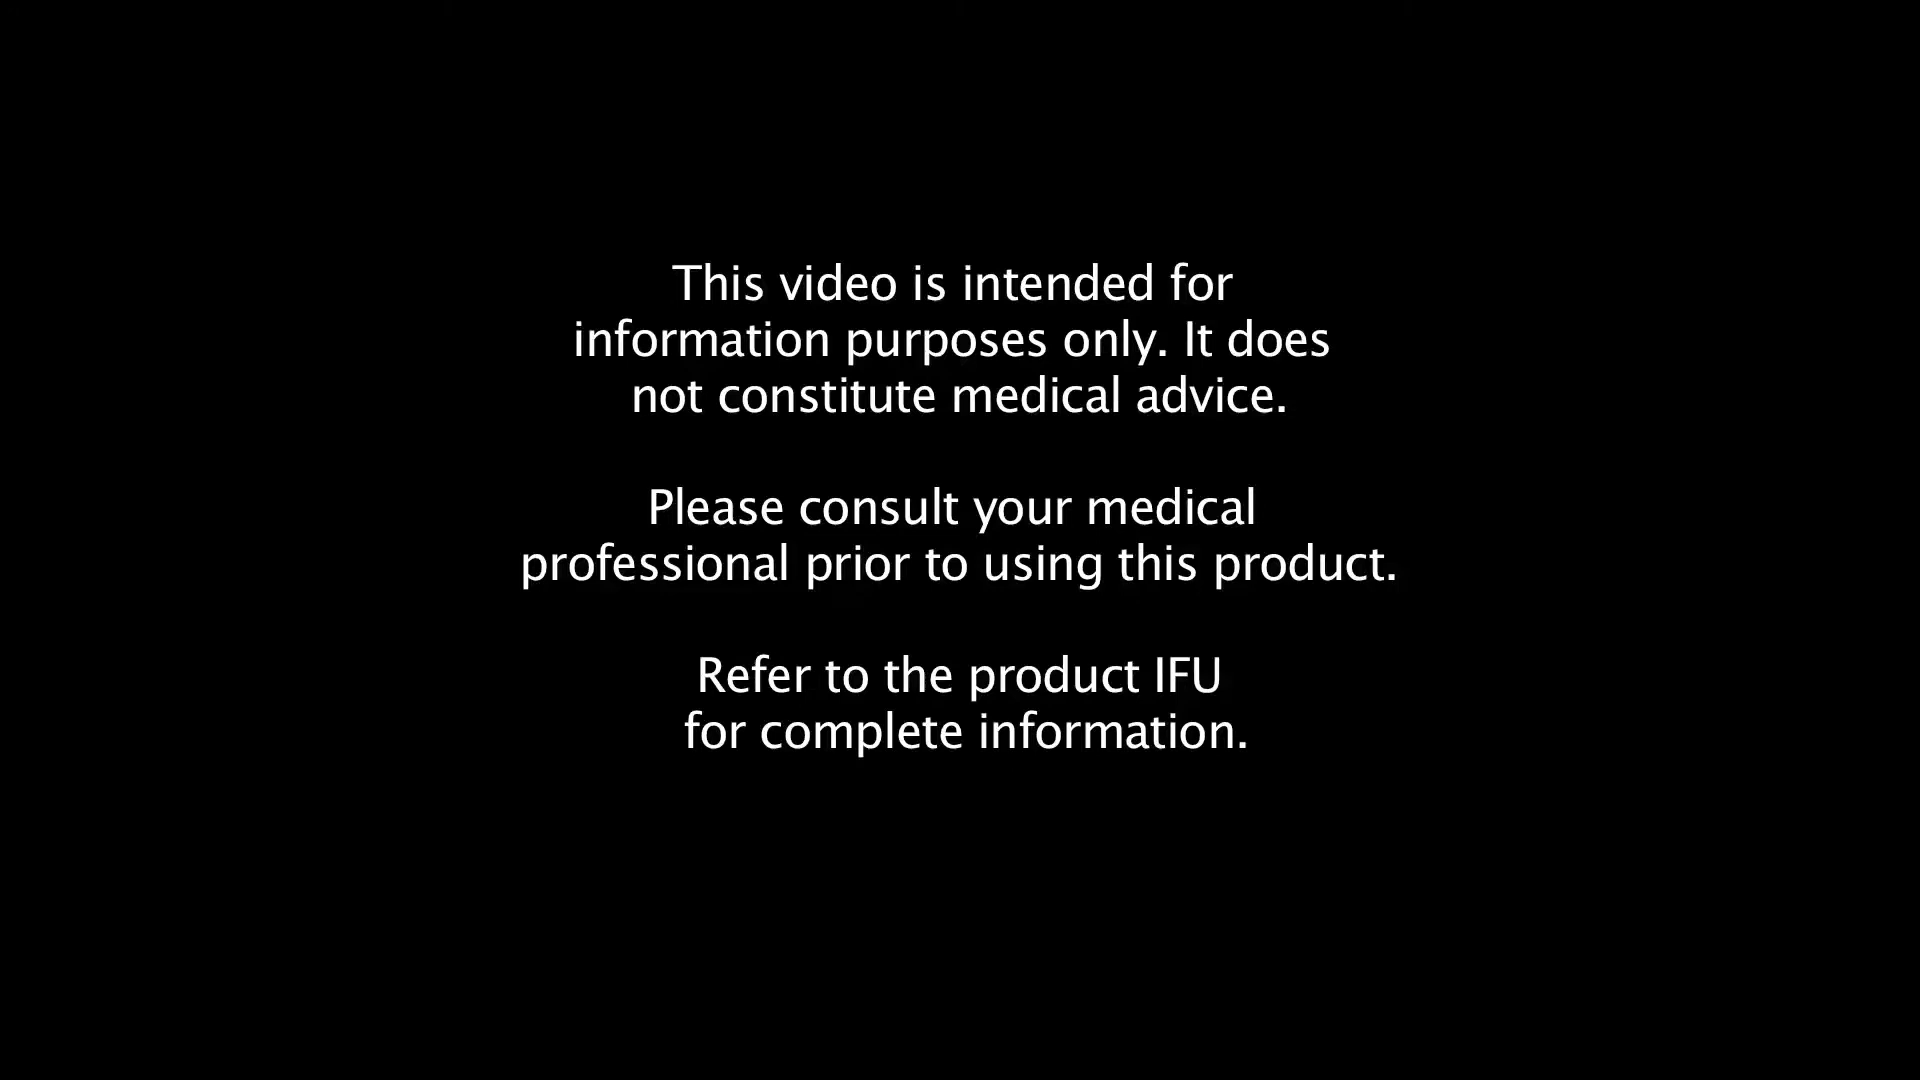 This video is intended for
information purposes only. It does
not constitute medical advice.
Please consult your medical
professional prior to using this product.
Refer to the product IFU
for complete information.